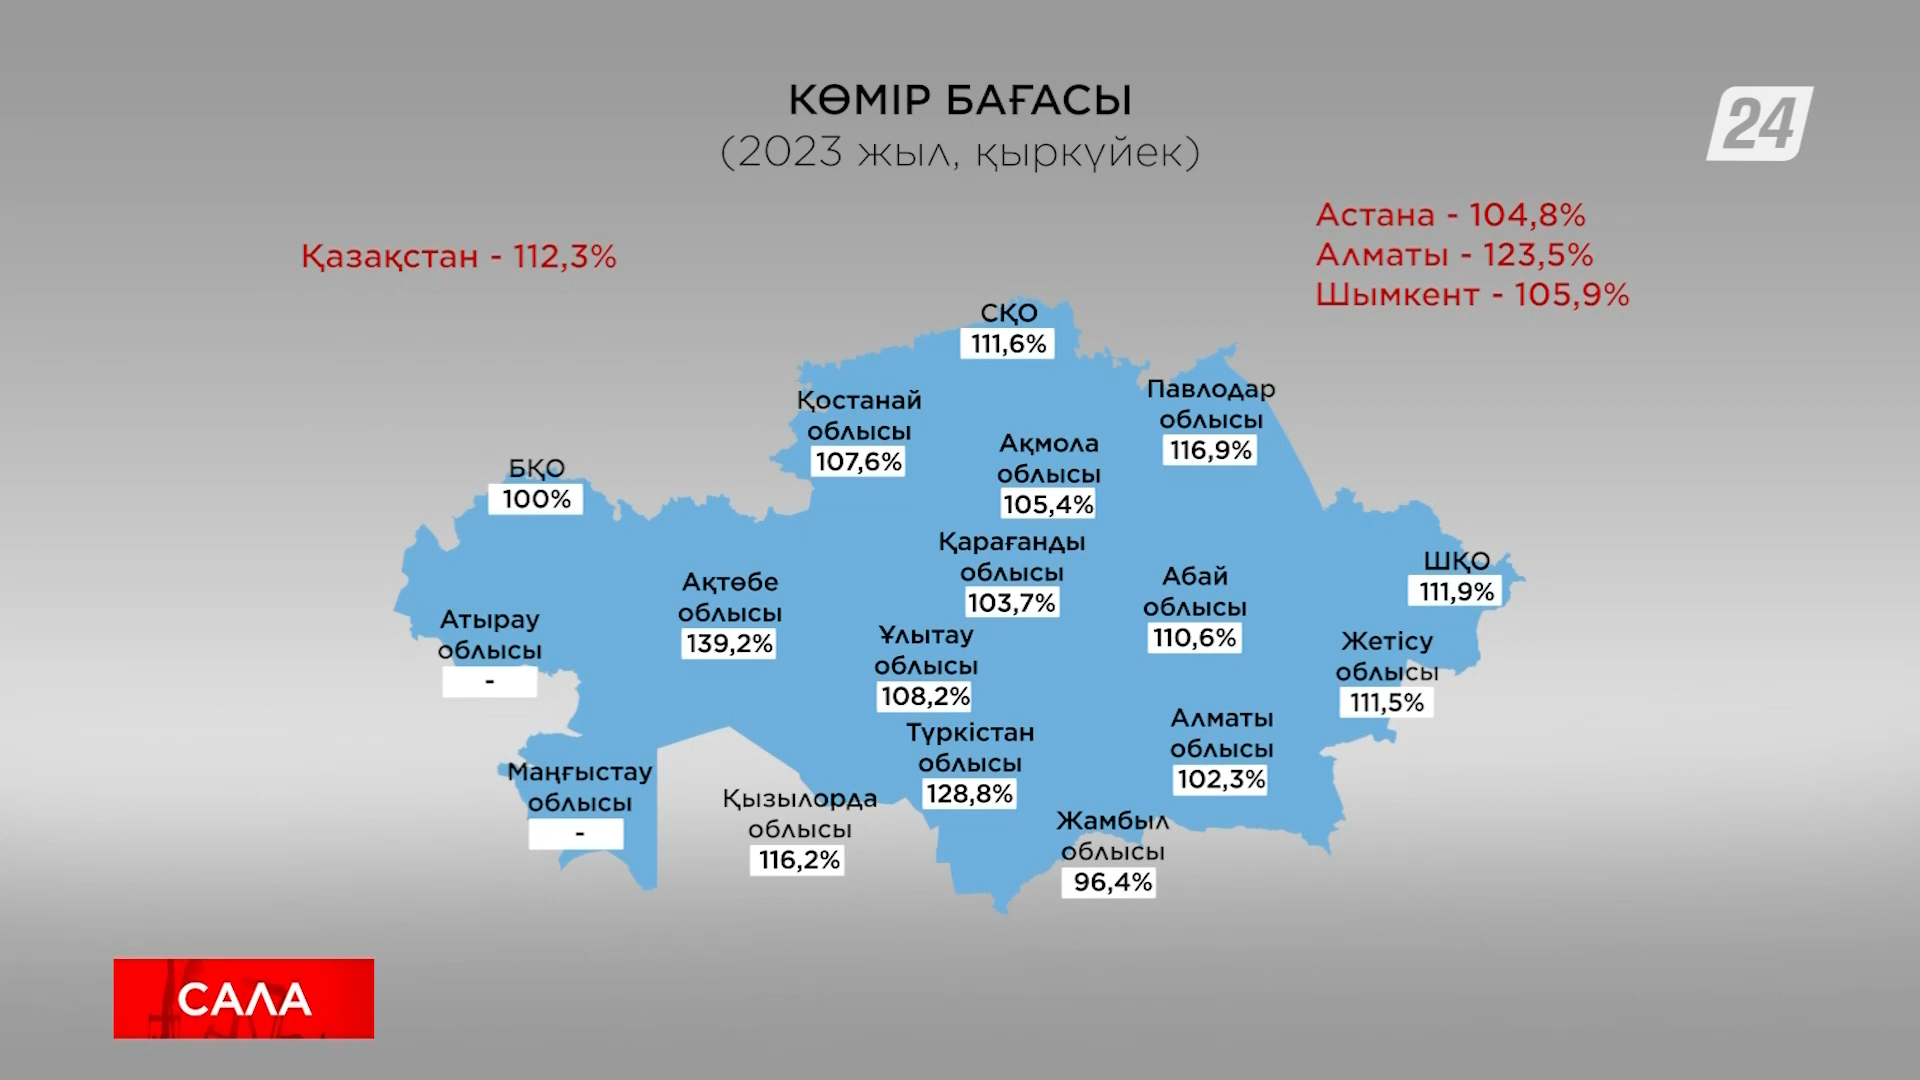 КӨМІР БАҒАСЫ
(2023 жыл, қыркүйек)
24
Қазақстан - 112,3%
Астана - 104,8%
Алматы - 123,5%
Шымкент - 105,9%
СҚО
111,6%
Қостанай
облысы
107,6%
Павлодар
облысы
116,9%
Ақмола
облысы
105,4%
БҚО
100%
Қарағанды
облысы
103,7%
Ақтөбе
облысы
139,2%
Абай
облысы
110,6%
ШҚО
111,9%
Атырау
облысы
-
Ұлытау
облысы
108,2%
Жетісу
облысы
111,5%
Түркістан
облысы
128,8%
Алматы
облысы
102,3%
Маңғыстау
облысы
-
Қызылорда
облысы
116,2%
Жамбыл
облысы
96,4%
САЛА